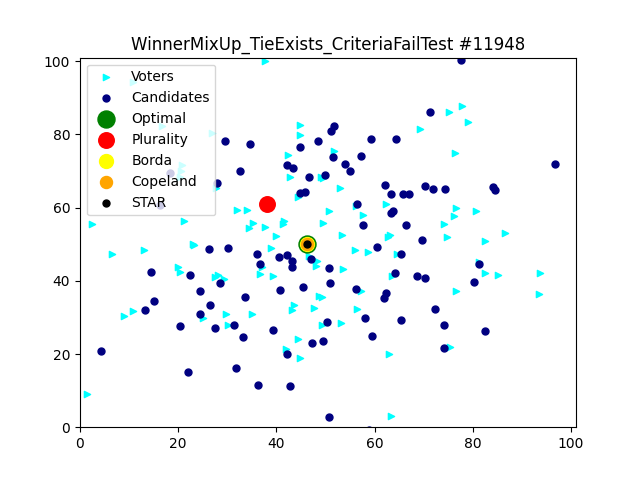 WinnerMixUp_TieExists_CriteriaFailTest #11948
100
80
60
40
20
0
Voters
Candidates
Optimal
Plurality
Borda
Copeland
STAR
0 20 40 60 80 100